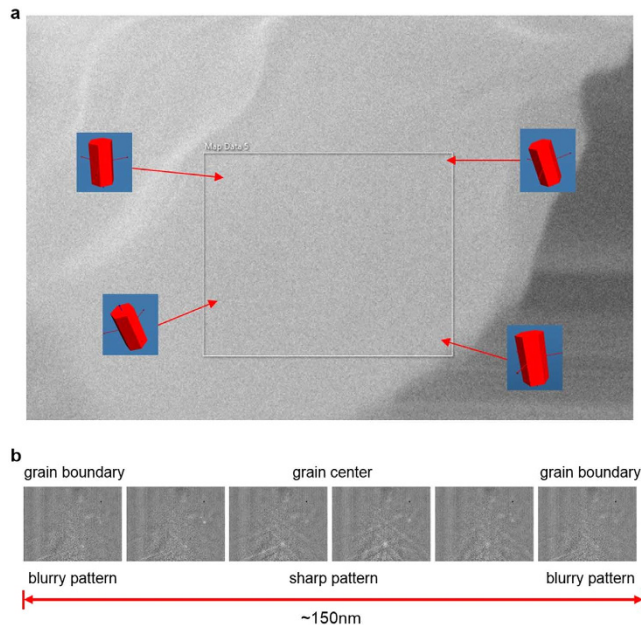 a
Map Data 5
b
grain boundary grain center grain boundary
blurry pattern sharp pattern blurry pattern
~150nm